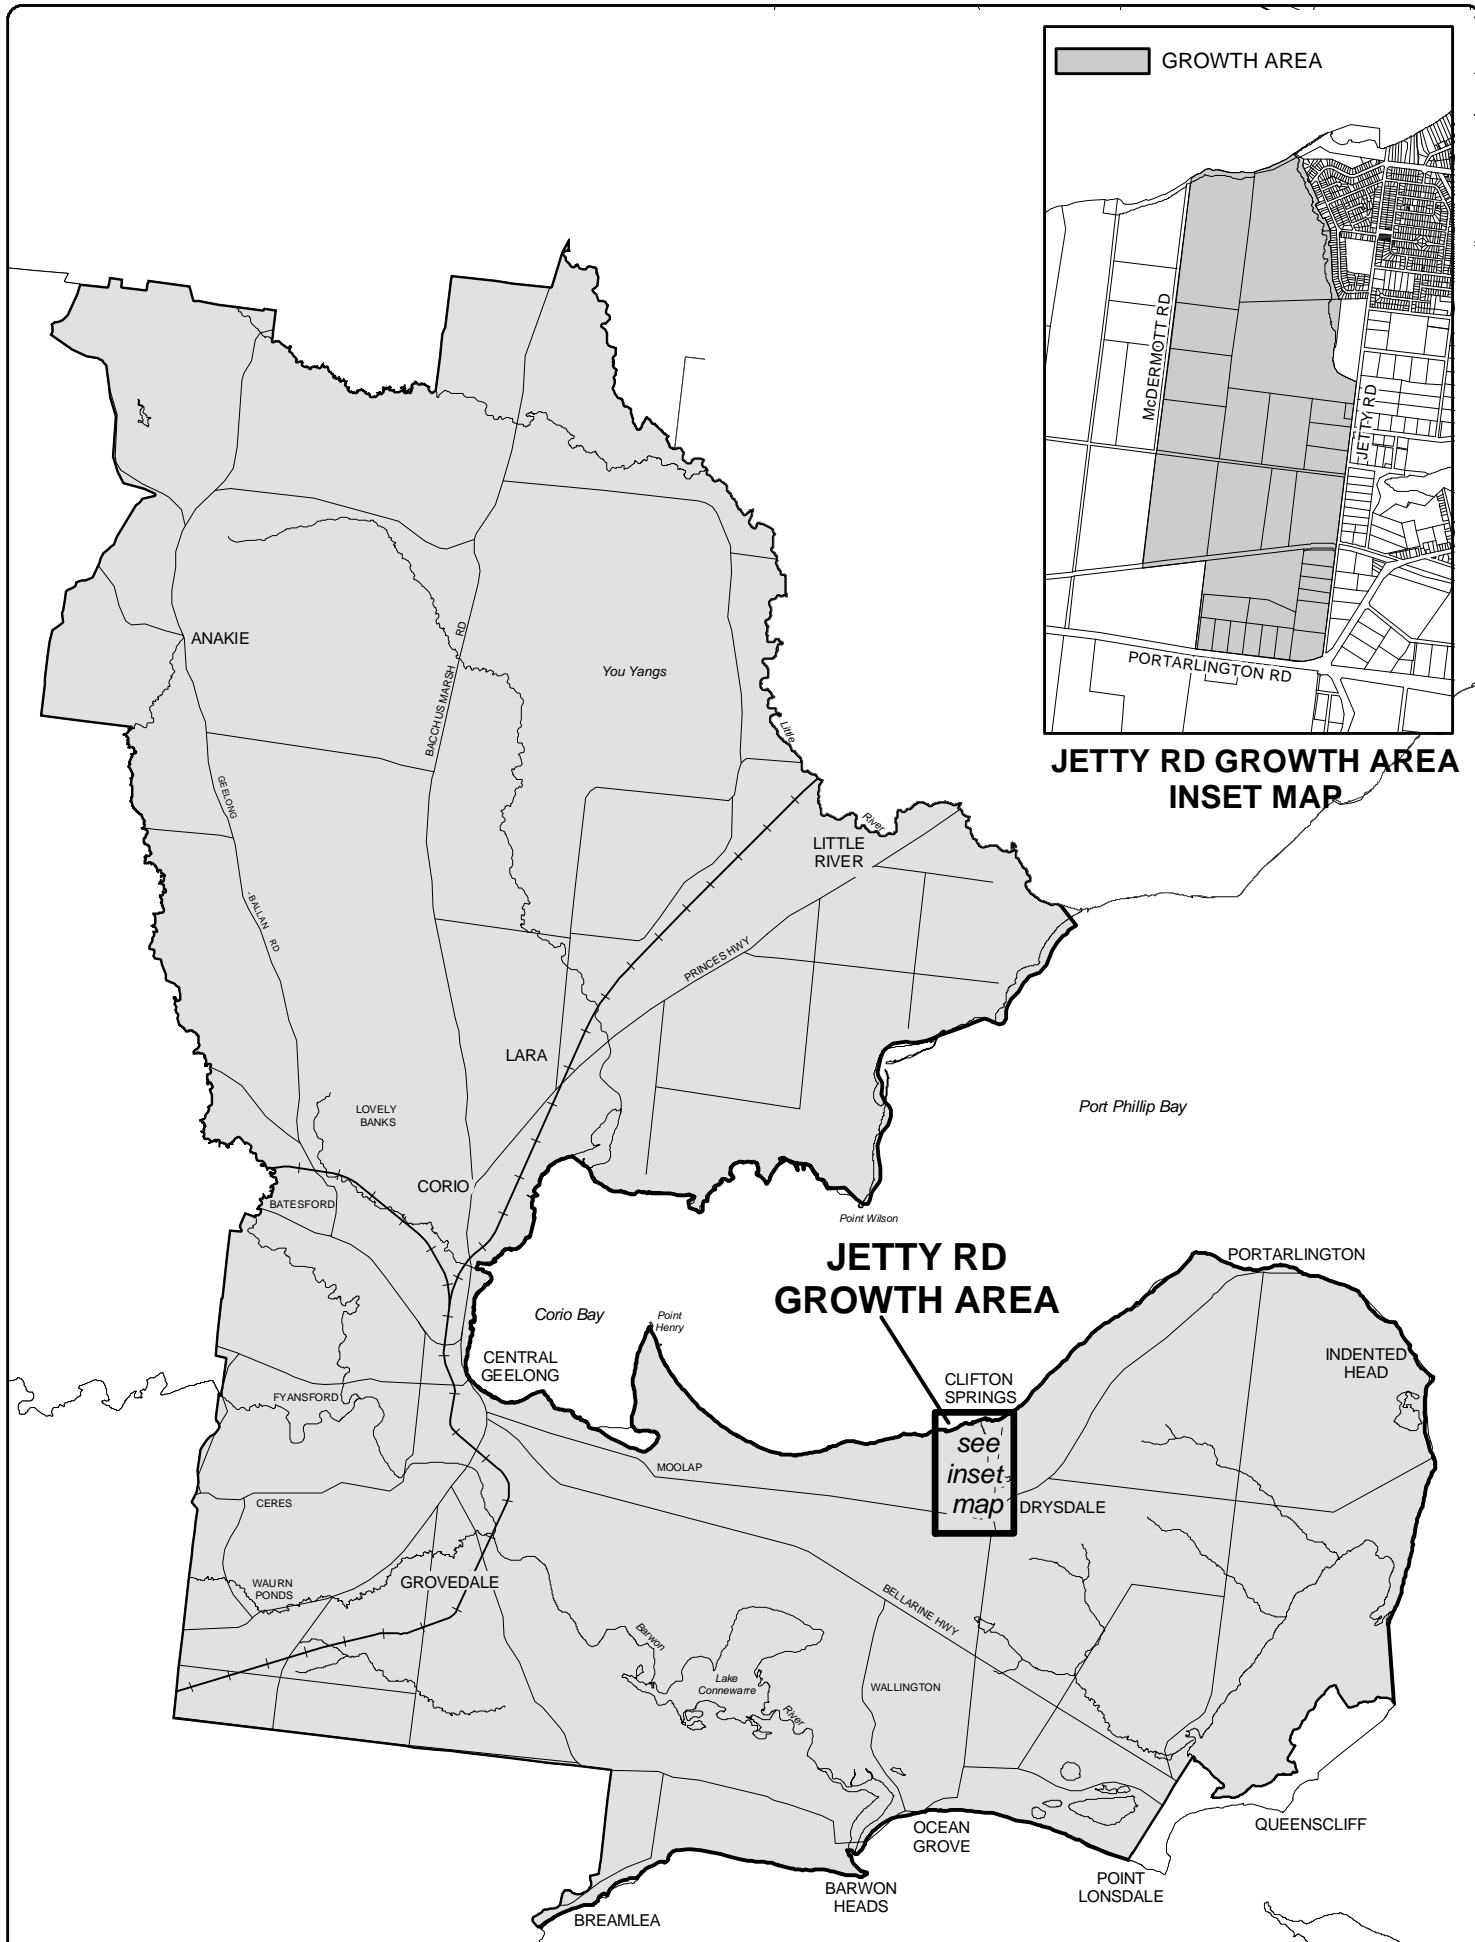 GROWTH AREA
McDERMOTT RD
JETTY RD
PORTARLINGTON RD
JETTY RD GROWTH AREA
INSET MAP
ANAKIE
BACCHUS MARSH RD
You Yangs
Little
River
GEELONG
-BALLAN RD
LITTLE
RIVER
PRINCES HWY
LARA
LOVELY
BANKS
Port Phillip Bay
CORIO
BATESFORD
Point Wilson
JETTY RD
GROWTH AREA
PORTARLINGTON
Corio Bay
Point
Henry
CENTRAL
GEELONG
INDENTED
HEAD
CLIFTON
SPRINGS
FYANSFORD
see
inset
map
MOOLAP
CERES
DRYSDALE
WAURN
PONDS
GROVEDALE
BELLARINE HWY
Barwon
River
Lake
Connewarre
WALLINGTON
OCEAN
GROVE
QUEENSCLIFF
POINT
LONSDALE
BARWON
HEADS
BREAMLEA